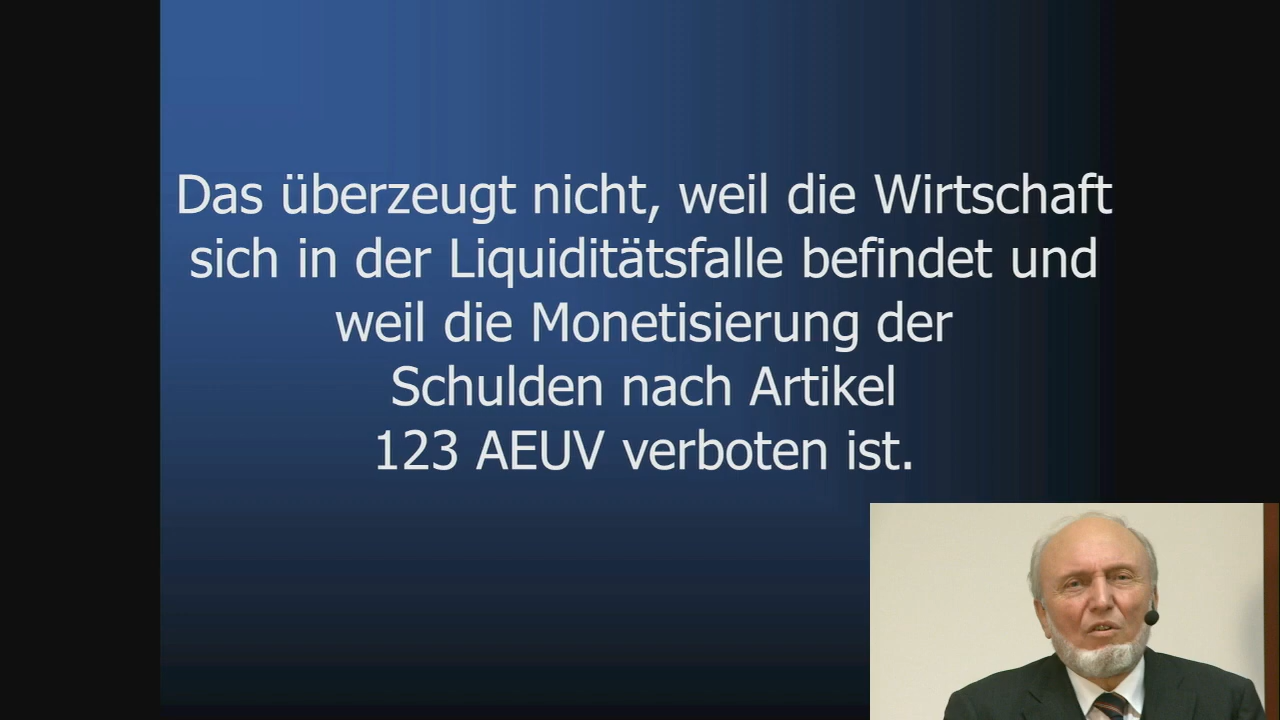 Das überzeugt nicht, weil die Wirtschaft
sich in der Liquiditätsfalle befindet und
weil die Monetisierung der
Schulden nach Artikel
123 AEUV verboten ist.